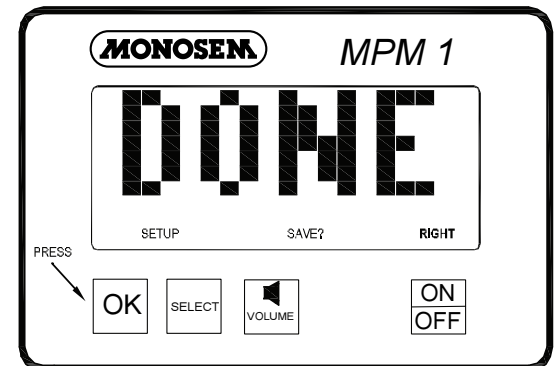 MONOSEM MPM 1
DONE
SETUP SAVE? RIGHT
PRESS
OK SELECT VOLUME ON
OFF